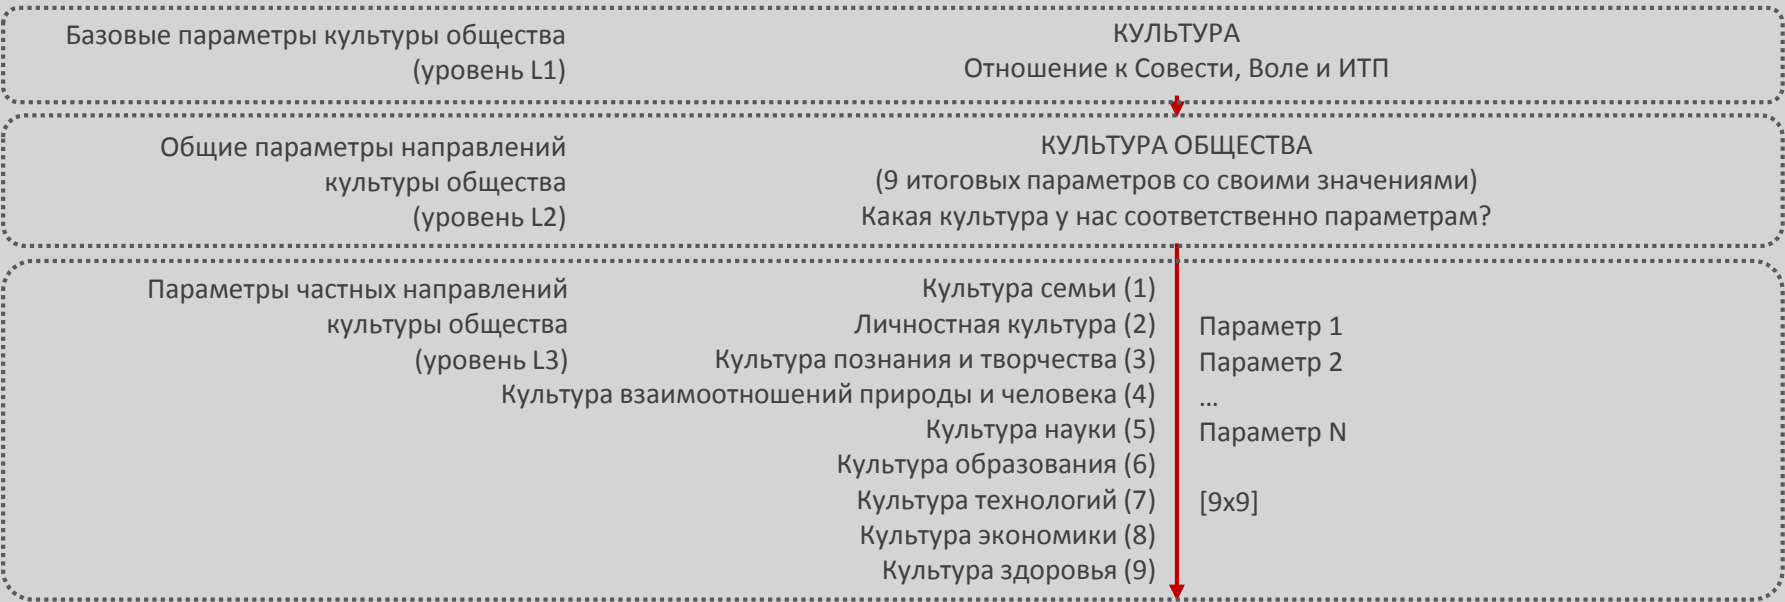 Базовые параметры культуры общества
(уровень L1)
КУЛЬТУРА
Отношение к Совести, Воле и ИТП
Общие параметры направлений
культуры общества
(уровень L2)
КУЛЬТУРА ОБЩЕСТВА
(9 итоговых параметров со своими значениями)
Какая культура у нас соответственно параметрам?
Параметры частных направлений
культуры общества
(уровень L3)
Культура семьи (1)
Личностная культура (2)
Культура познания и творчества (3)
Культура взаимоотношений природы и человека (4)
Культура науки (5)
Культура образования (6)
Культура технологий (7)
Культура экономики (8)
Культура здоровья (9)
Параметр 1
Параметр 2
...
Параметр N
[9x9]